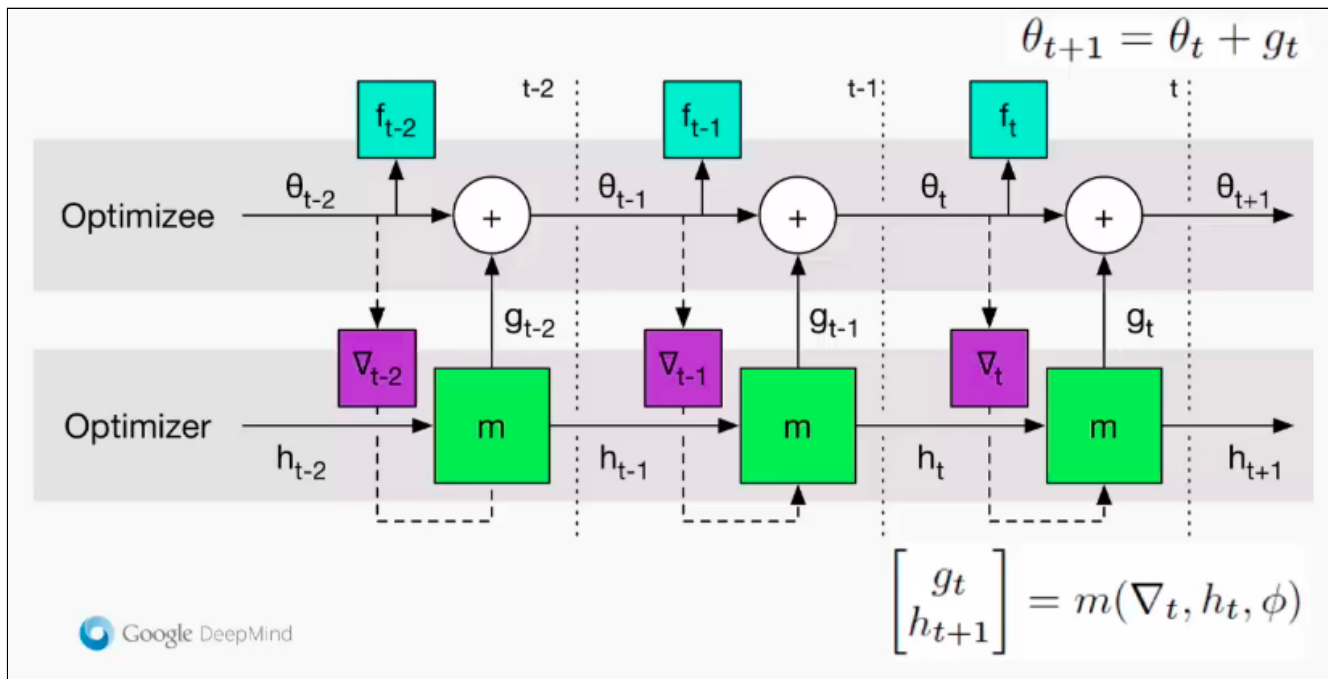 θ_{t+1} = θ_t + g_t
t-2
t-1
t
f_{t-2}
f_{t-1}
f_t
Optimizee
θ_{t-2}
+
θ_{t-1}
+
θ_t
+
θ_{t+1}
g_{t-2}
g_{t-1}
g_t
∇_{t-2}
∇_{t-1}
∇_t
Optimizer
m
m
m
h_{t-2}
h_{t-1}
h_t
h_{t+1}
[g_t
h_{t+1}] = m(∇_t, h_t, ϕ)
Google DeepMind